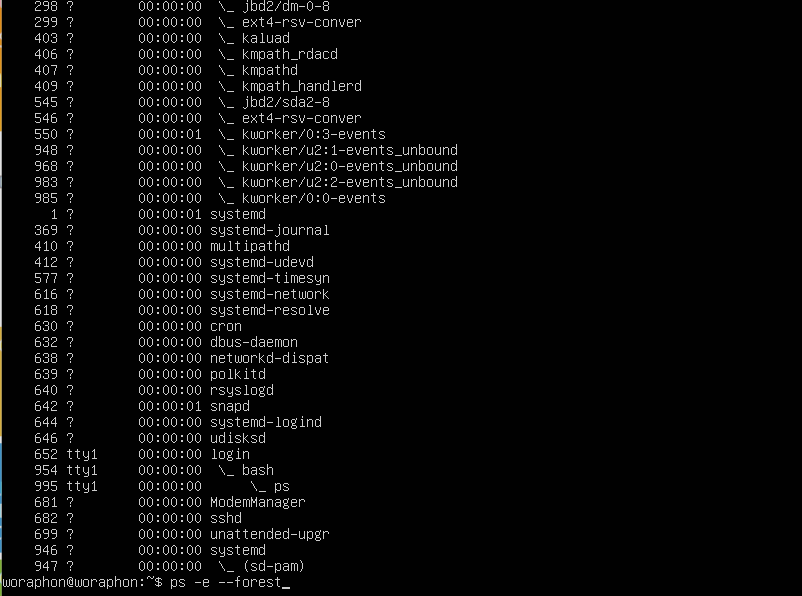 298 ?        00:00:00  \_ jbd2/dm-0-8
299 ?        00:00:00  \_ ext4-rsv-conver
403 ?        00:00:00  \_ kaluad
406 ?        00:00:00  \_ kmpath_rdacd
407 ?        00:00:00  \_ kmpathd
409 ?        00:00:00  \_ kmpath_handlerd
545 ?        00:00:00  \_ jbd2/sda2-8
546 ?        00:00:00  \_ ext4-rsv-conver
550 ?        00:00:01  \_ kworker/0:3-events
948 ?        00:00:00  \_ kworker/u2:1-events_unbound
968 ?        00:00:00  \_ kworker/u2:0-events_unbound
983 ?        00:00:00  \_ kworker/u2:2-events_unbound
985 ?        00:00:00  \_ kworker/0:0-events
1 ?        00:00:01 systemd
369 ?        00:00:00 systemd-journal
410 ?        00:00:00 multipathd
412 ?        00:00:00 systemd-udevd
577 ?        00:00:00 systemd-timesyn
616 ?        00:00:00 systemd-network
618 ?        00:00:00 systemd-resolve
630 ?        00:00:00 cron
632 ?        00:00:00 dbus-daemon
638 ?        00:00:00 networkd-dispat
639 ?        00:00:00 polkitd
640 ?        00:00:00 rsyslogd
642 ?        00:00:01 snapd
644 ?        00:00:00 systemd-logind
646 ?        00:00:00 udisksd
652 tty1     00:00:00 login
954 tty1     00:00:00  \_ bash
995 tty1     00:00:00      \_ ps
681 ?        00:00:00 ModemManager
682 ?        00:00:00 sshd
699 ?        00:00:00 unattended-upgr
946 ?        00:00:00 systemd
947 ?        00:00:00  \_ (sd-pam)
woraphon@woraphon:~$ ps -e --forest_